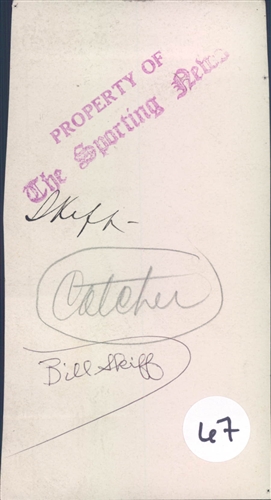 PROPERTY OF
The Sporting News
Skiff-
Catcher
Bill Skiff
67